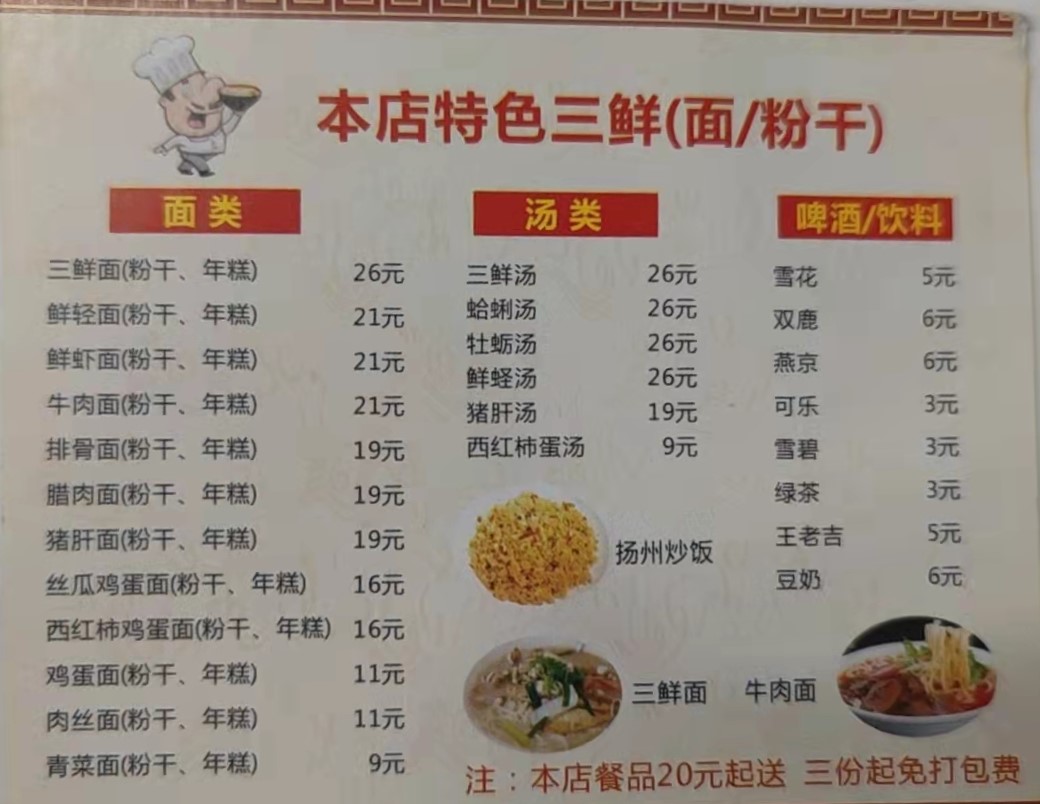 本店特色三鲜(面/粉干)
面类
三鲜面(粉干、年糕) 26元
鲜轻面(粉干、年糕) 21元
鲜虾面(粉干、年糕) 21元
牛肉面(粉干、年糕) 21元
排骨面(粉干、年糕) 19元
腊肉面(粉干、年糕) 19元
猪肝面(粉干、年糕) 19元
丝瓜鸡蛋面(粉干、年糕) 16元
西红柿鸡蛋面(粉干、年糕) 16元
鸡蛋面(粉干、年糕) 11元
肉丝面(粉干、年糕) 11元
青菜面(粉干、年糕) 9元
汤类
三鲜汤 26元
蛤蜊汤 26元
牡蛎汤 26元
鲜蛏汤 26元
猪肝汤 19元
西红柿蛋汤 9元
扬州炒饭
三鲜面
牛肉面
啤酒/饮料
雪花 5元
双鹿 6元
燕京 6元
可乐 3元
雪碧 3元
绿茶 3元
王老吉 5元
豆奶 6元
注：本店餐品20元起送 三份起免打包费